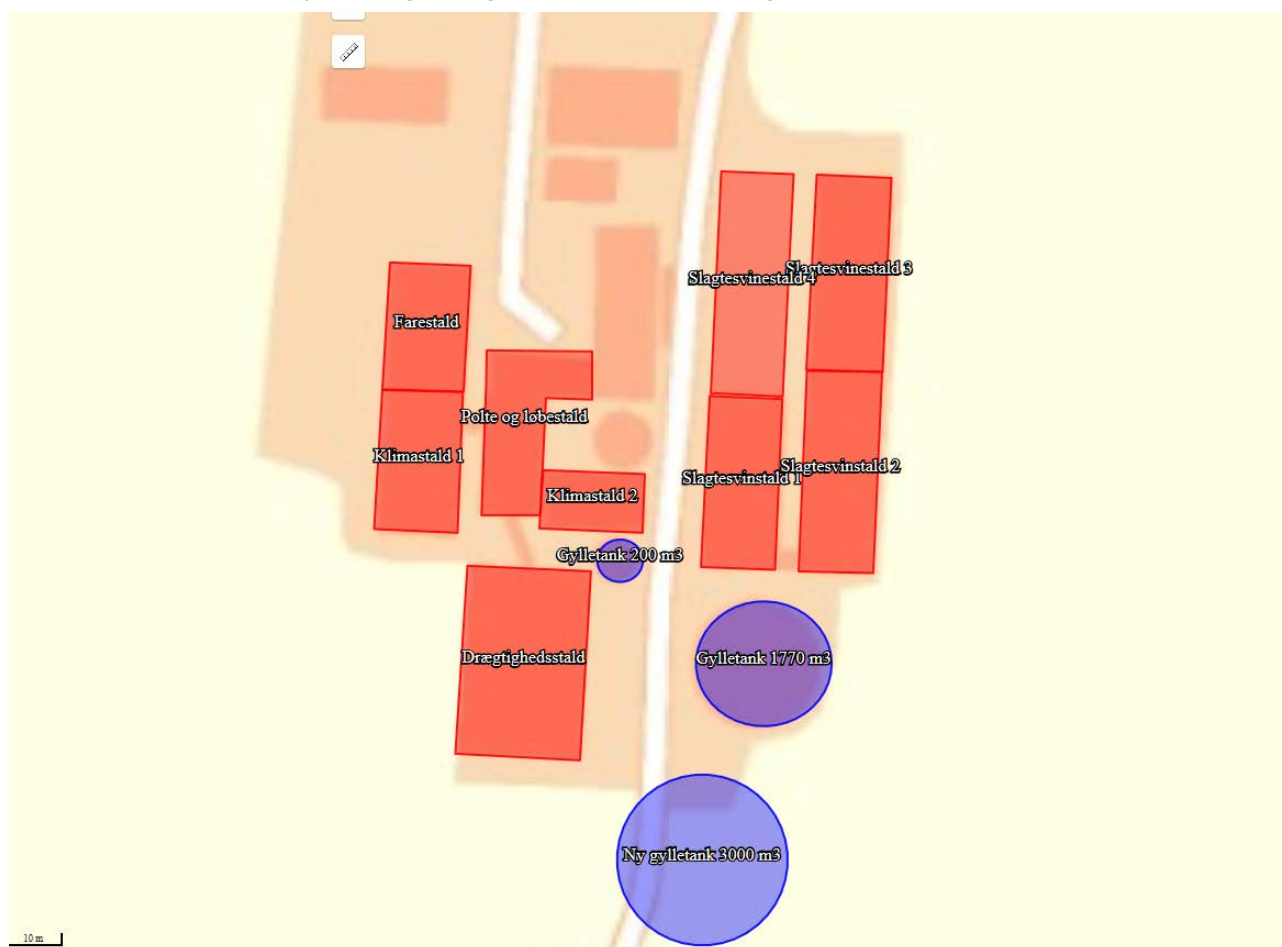 Slagtesvinestald 3
Slagtesvinestald 4
Farestald
Polte og løbestald
Klimastald 1
Slagtesvinstald 2
Slagtesvinstald 1
Klimastald 2
Gylletank 200 m3
Drægtighedsstald
Gylletank 1770 m3
Ny gylletank 3000 m3
10 m